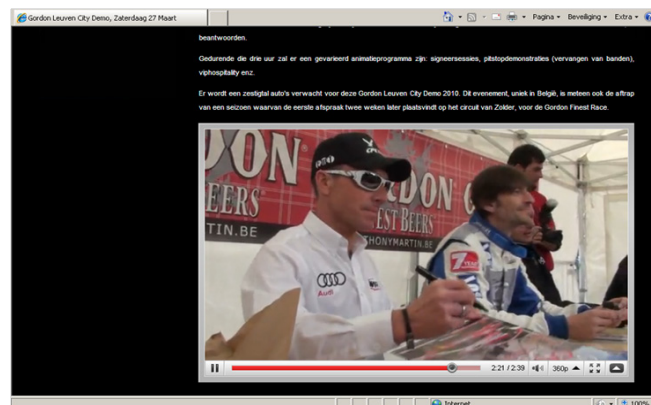 Gordon Leuven City Demo, Zaterdag 27 Maart
Pagina
Beveiliging
Extra
beantwoorden.
Gedurende die drie uur zal er een gevarieerd animatieprogramma zijn: signeersessies, pitstopdemonstraties (vervangen van banden),
viphospitality enz.
Er wordt een zestigtal auto's verwacht voor deze Gordon Leuven City Demo 2010. Dit evenement, uniek in België, is meteen ook de aftrap
van een seizoen waarvan de eerste afspraak twee weken later plaatsvindt op het circuit van Zolder, voor de Gordon Finest Race.
DON
EERS
TIN.BE
RDON
EST BEERS
THONYMARTIN.BE
Audi
2:21 / 2:39
360p
Internet
100%